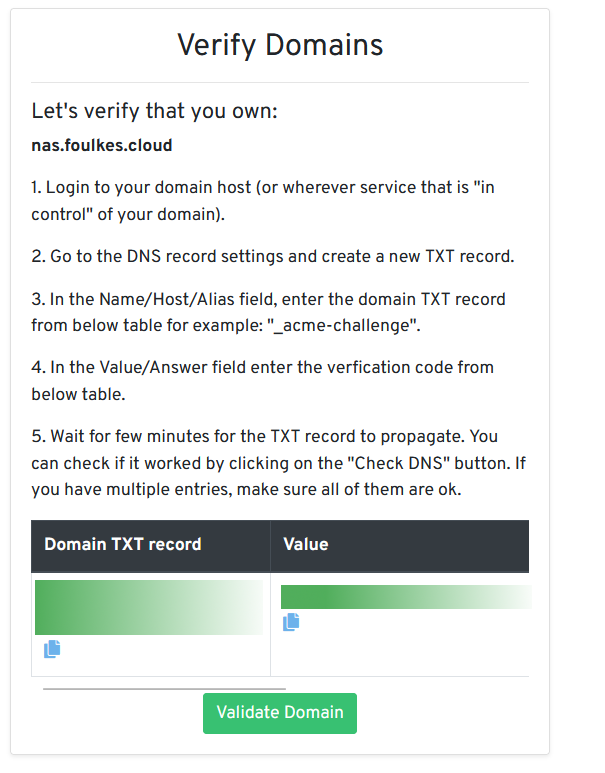 Verify Domains
Let's verify that you own:
nas.foulkes.cloud
1. Login to your domain host (or wherever service that is "in
control" of your domain).
2. Go to the DNS record settings and create a new TXT record.
3. In the Name/Host/Alias field, enter the domain TXT record
from below table for example: "_acme-challenge".
4. In the Value/Answer field enter the verfication code from
below table.
5. Wait for few minutes for the TXT record to propagate. You
can check if it worked by clicking on the "Check DNS" button. If
you have multiple entries, make sure all of them are ok.
Domain TXT record Value
Validate Domain